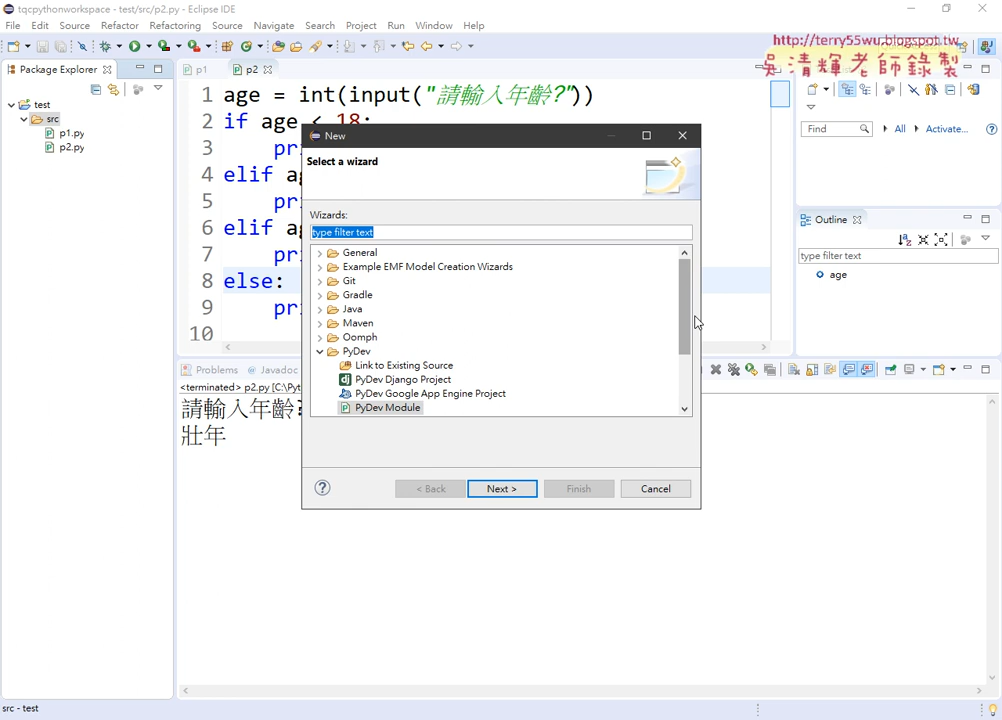 tqcpythonworkspace - test/src/p2.py - Eclipse IDE
File Edit Source Refactor Refactoring Source Navigate Search Project Run Window Help
http://terry55wu.blogspot.tw
吳清輝老師錄製
Package Explorer
p1
p2
test
src
p1.py
p2.py
1 age = int(input("請輸入年齡?"))
2 if age < 18:
3 pri
4 elif ag
5 pri
6 elif ag
7 pri
8 else:
9 pri
10
New
Select a wizard
Wizards:
type filter text
General
Example EMF Model Creation Wizards
Git
Gradle
Java
Maven
Oomph
PyDev
Link to Existing Source
PyDev Django Project
PyDev Google App Engine Project
PyDev Module
< Back
Next >
Finish
Cancel
Find
All
Activate...
Outline
type filter text
age
Problems
@ Javadoc
<terminated> p2.py [C:\Pyt
請輸入年齡?
壯年
src - test